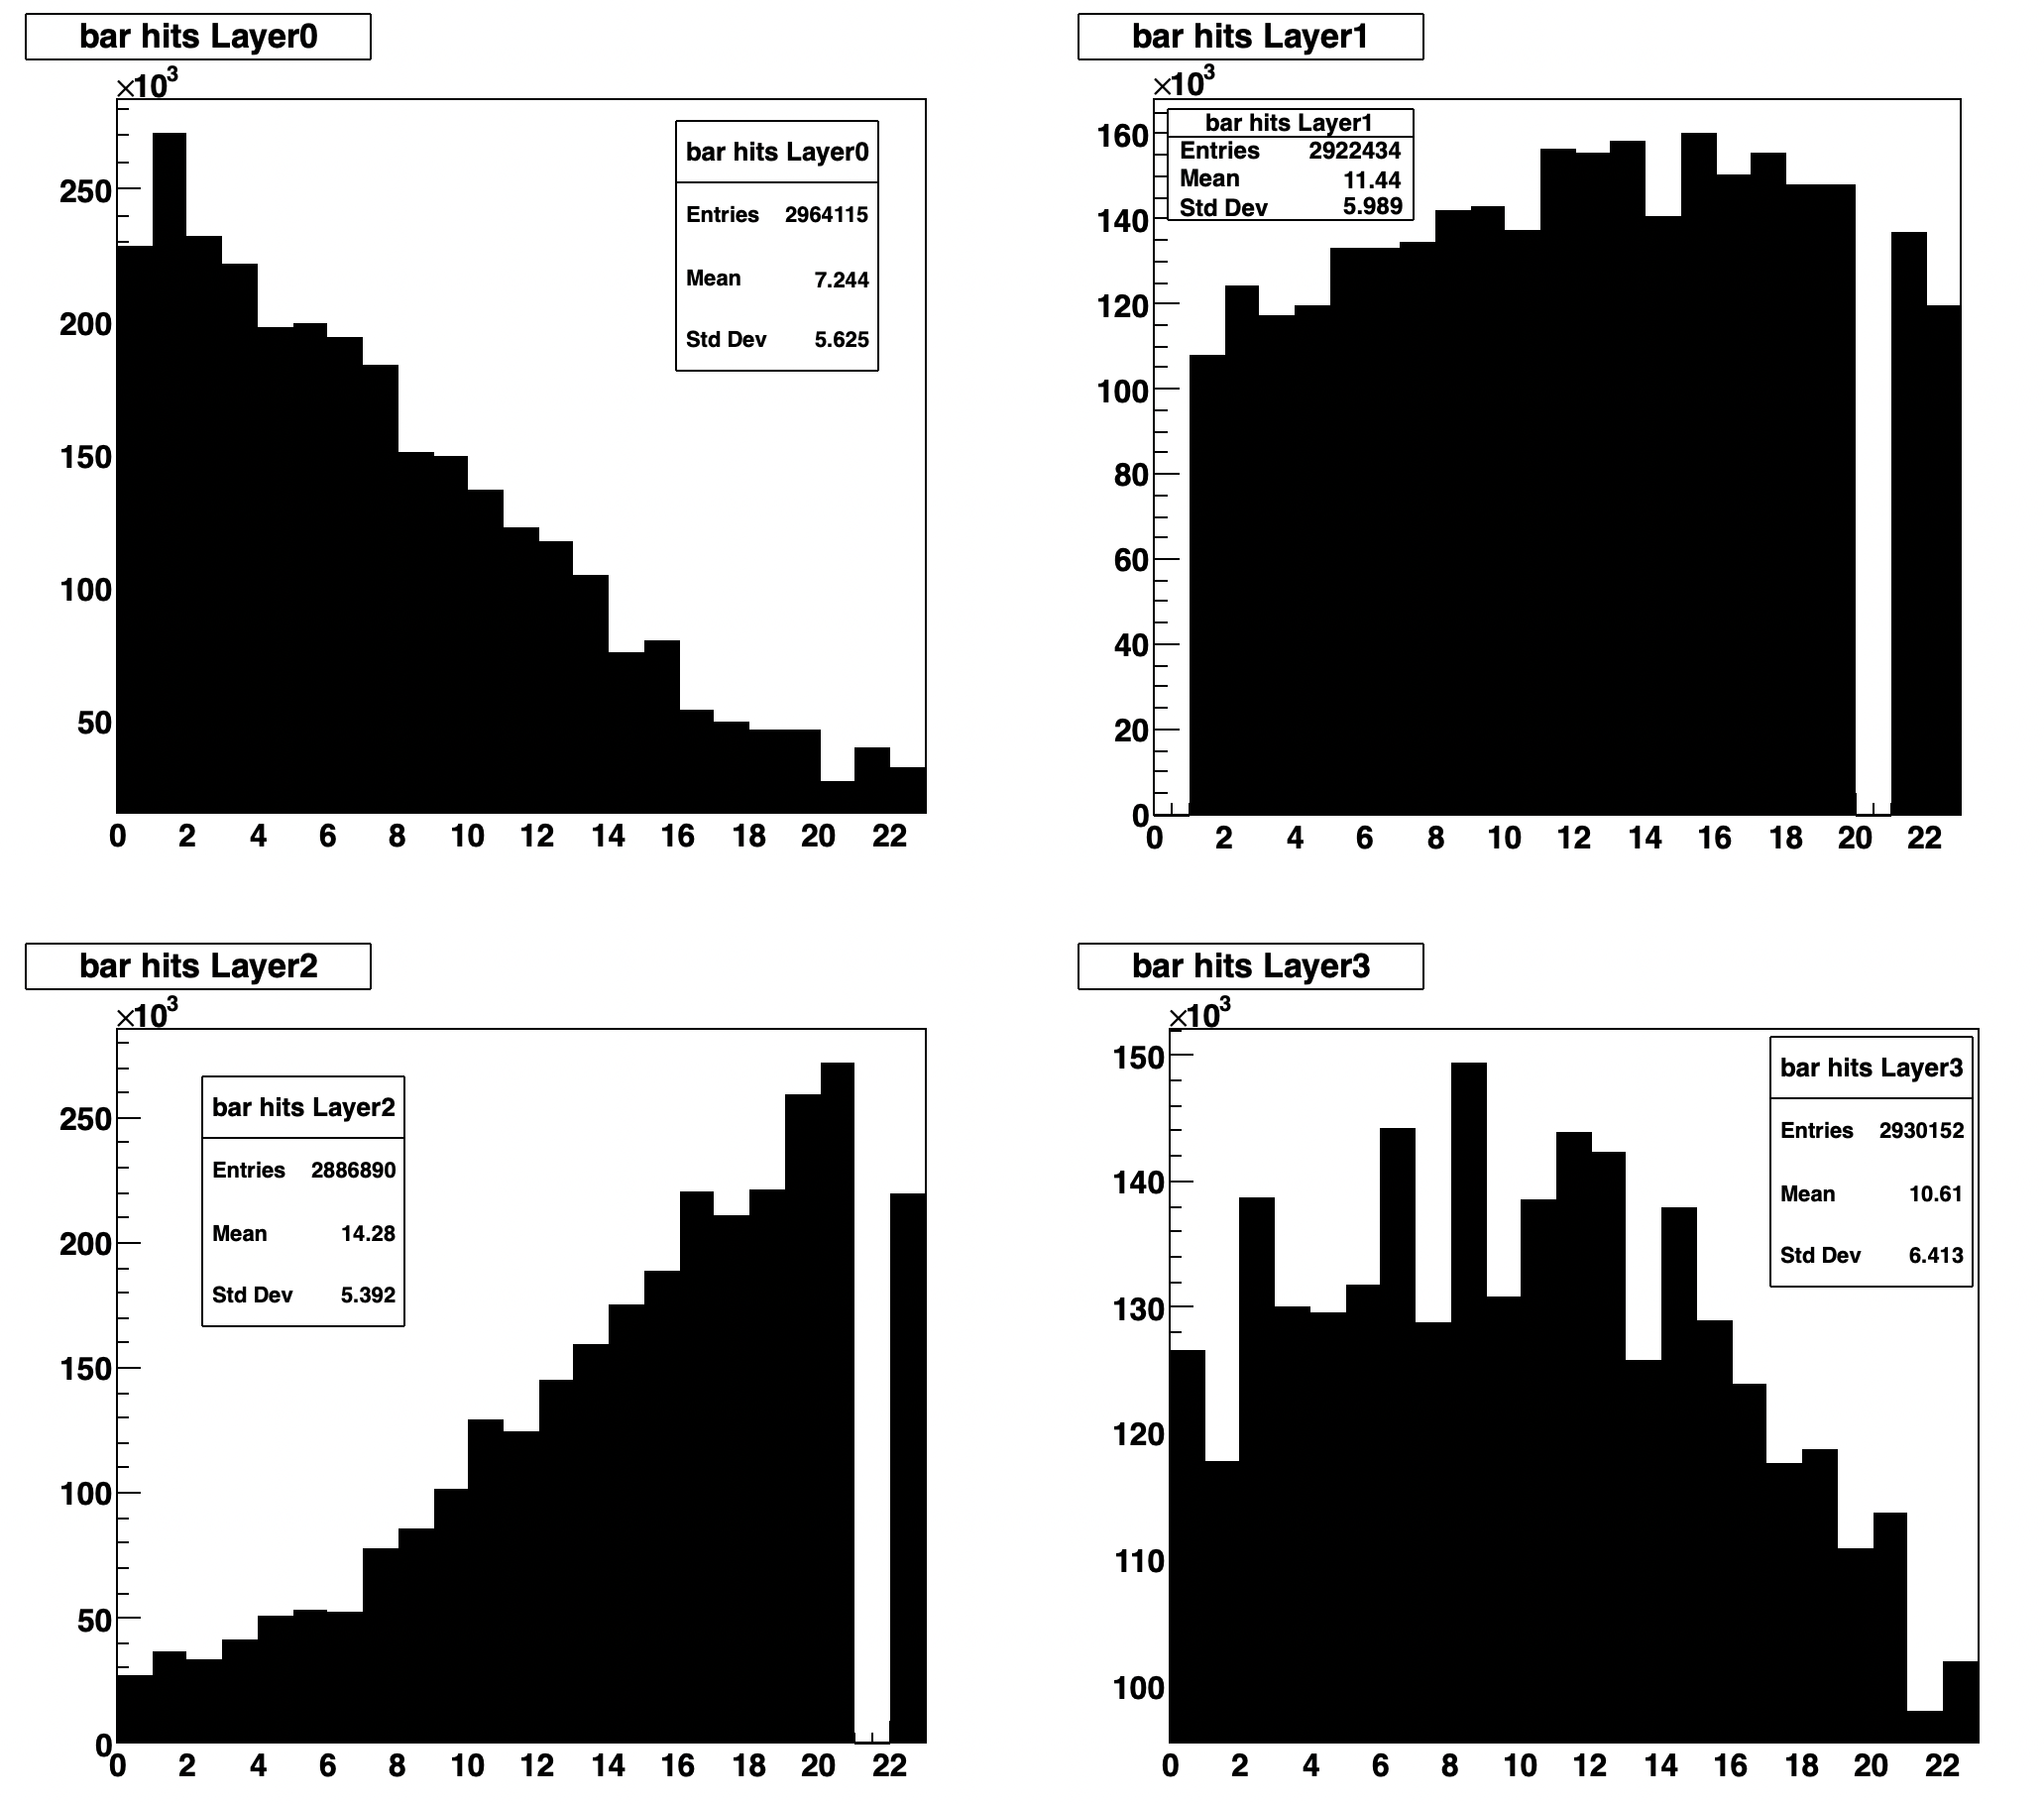 bar hits Layer0
×10³
250
200
150
100
50
0 2 4 6 8 10 12 14 16 18 20 22
bar hits Layer0
Entries 2964115
Mean 7.244
Std Dev 5.625
bar hits Layer1
×10³
160
140
120
100
80
60
40
20
0
0 2 4 6 8 10 12 14 16 18 20 22
bar hits Layer1
Entries 2922434
Mean 11.44
Std Dev 5.989
bar hits Layer2
×10³
250
200
150
100
50
0
0 2 4 6 8 10 12 14 16 18 20 22
bar hits Layer2
Entries 2886890
Mean 14.28
Std Dev 5.392
bar hits Layer3
×10³
150
140
130
120
110
100
0 2 4 6 8 10 12 14 16 18 20 22
bar hits Layer3
Entries 2930152
Mean 10.61
Std Dev 6.413